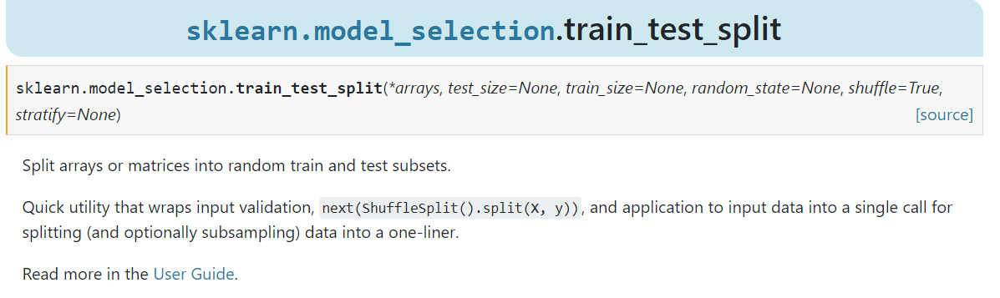 sklearn.model_selection.train_test_split
sklearn.model_selection.train_test_split(*arrays, test_size=None, train_size=None, random_state=None, shuffle=True,
stratify=None) [source]
Split arrays or matrices into random train and test subsets.
Quick utility that wraps input validation, next(ShuffleSplit().split(X, y)), and application to input data into a single call for
splitting (and optionally subsampling) data into a one-liner.
Read more in the User Guide.